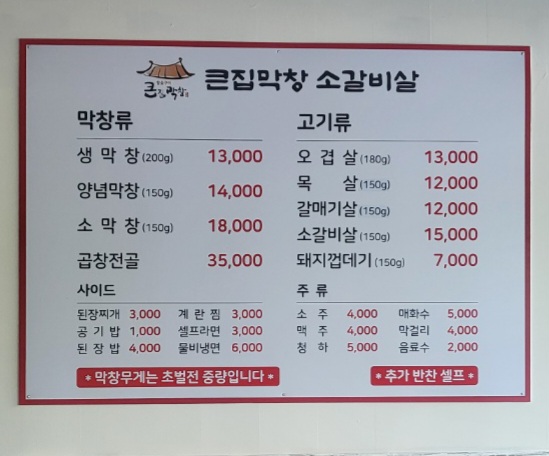 큰집막창
큰집막창 소갈비살
막창류
생 막 창 (200g) 13,000
양념막창 (150g) 14,000
소 막 창 (150g) 18,000
곱창전골 35,000
고기류
오 겹 살 (180g) 13,000
목 살 (150g) 12,000
갈매기살 (150g) 12,000
소갈비살 (150g) 15,000
돼지껍데기 (150g) 7,000
사이드
된장찌개 3,000 계 란 찜 3,000
공 기 밥 1,000 셀프라면 3,000
된 장 밥 4,000 물비냉면 6,000
주 류
소 주 4,000 매화수 5,000
맥 주 4,000 막걸리 4,000
청 하 5,000 음료수 2,000
* 막창무게는 초벌전 중량입니다 *
* 추가 반찬 셀프 *